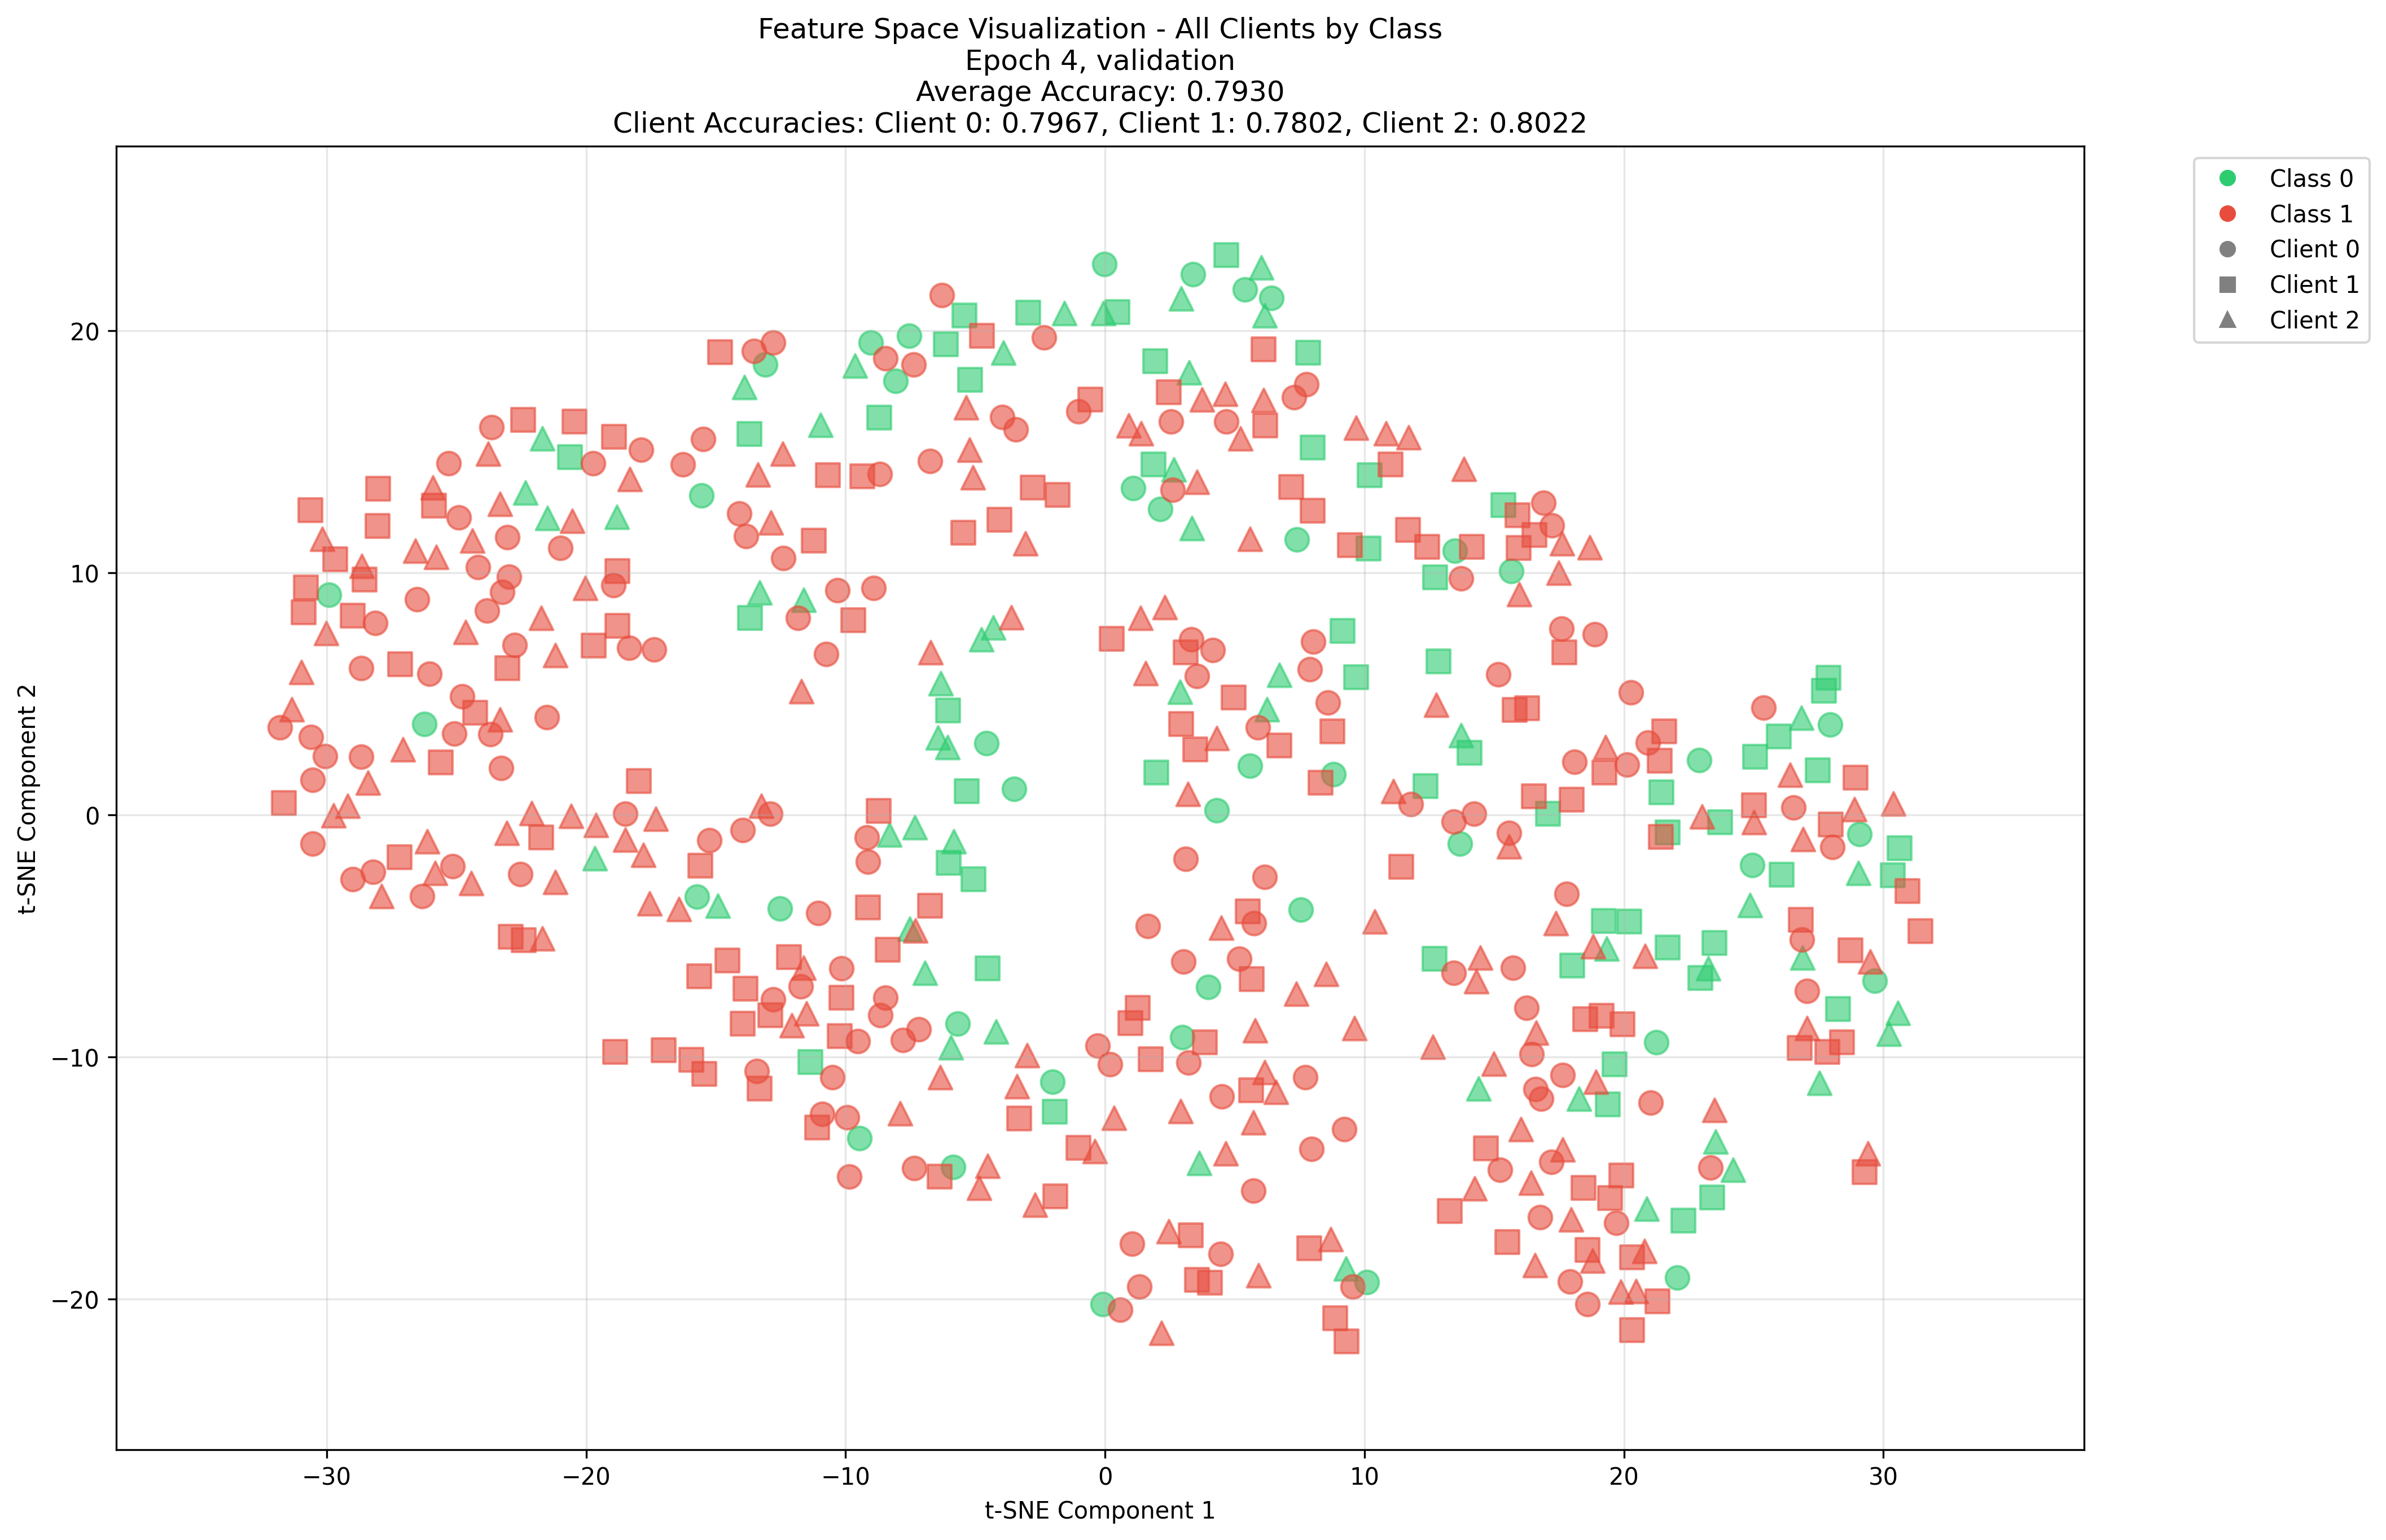 Feature Space Visualization - All Clients by Class
Epoch 4, validation
Average Accuracy: 0.7930
Client Accuracies: Client 0: 0.7967, Client 1: 0.7802, Client 2: 0.8022
Class 0
Class 1
Client 0
Client 1
Client 2
t-SNE Component 2
20
10
0
−10
−20
−30
−20
−10
0
10
20
30
t-SNE Component 1